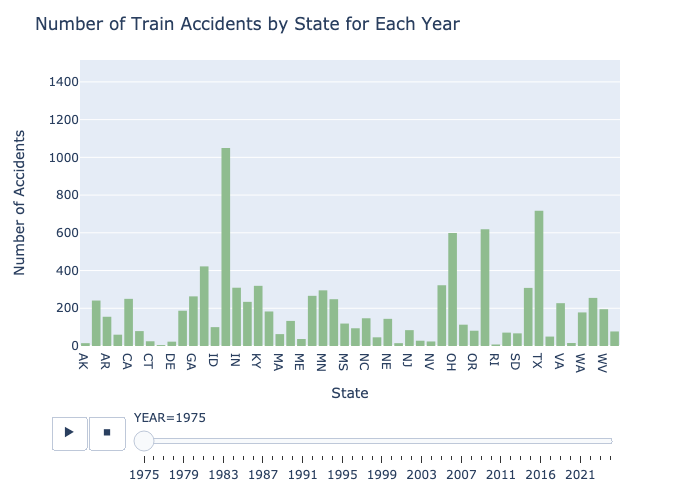 Number of Train Accidents by State for Each Year
Number of Accidents
1400
1200
1000
800
600
400
200
0
AK AR CA CT DE GA ID IN KY MA ME MN MS NC NE NJ NV OH OR RI SD TX VA WA WV
State
YEAR=1975
1975 1979 1983 1987 1991 1995 1999 2003 2007 2011 2016 2021